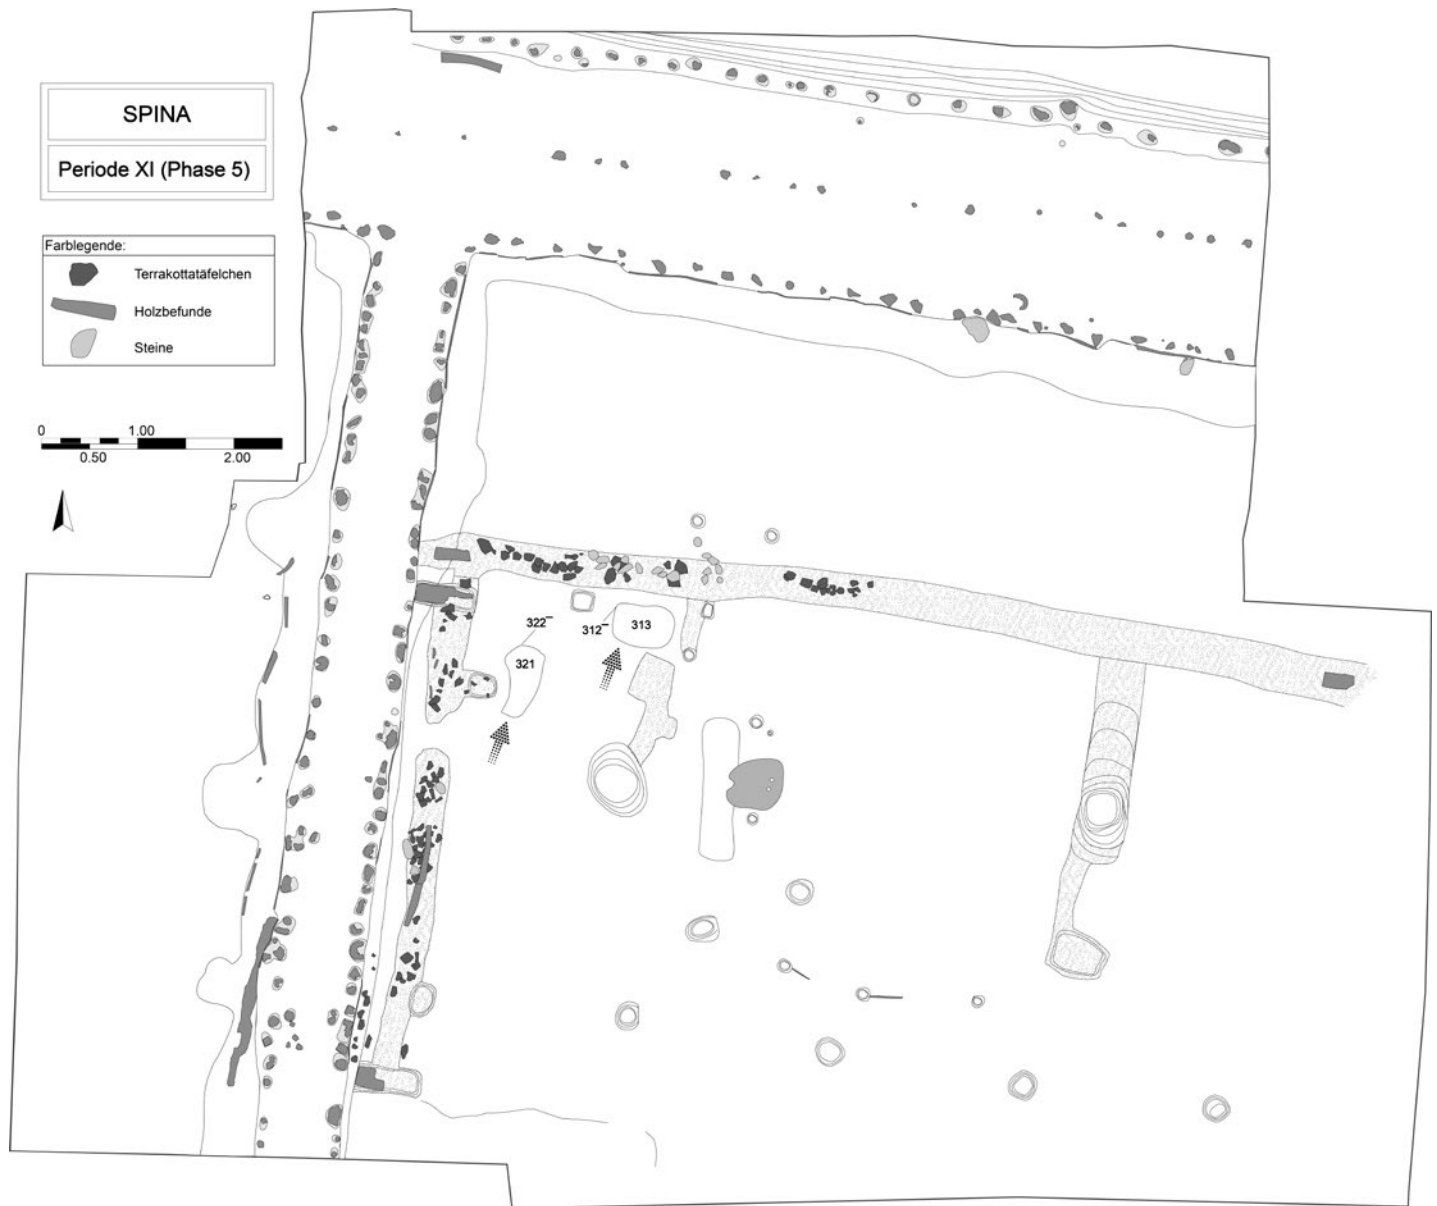 SPINA
Periode XI (Phase 5)
Farblegende:
Terrakottatäfelchen
Holzbefunde
Steine
0 1.00
0.50 2.00
322‾
312‾ 313
321